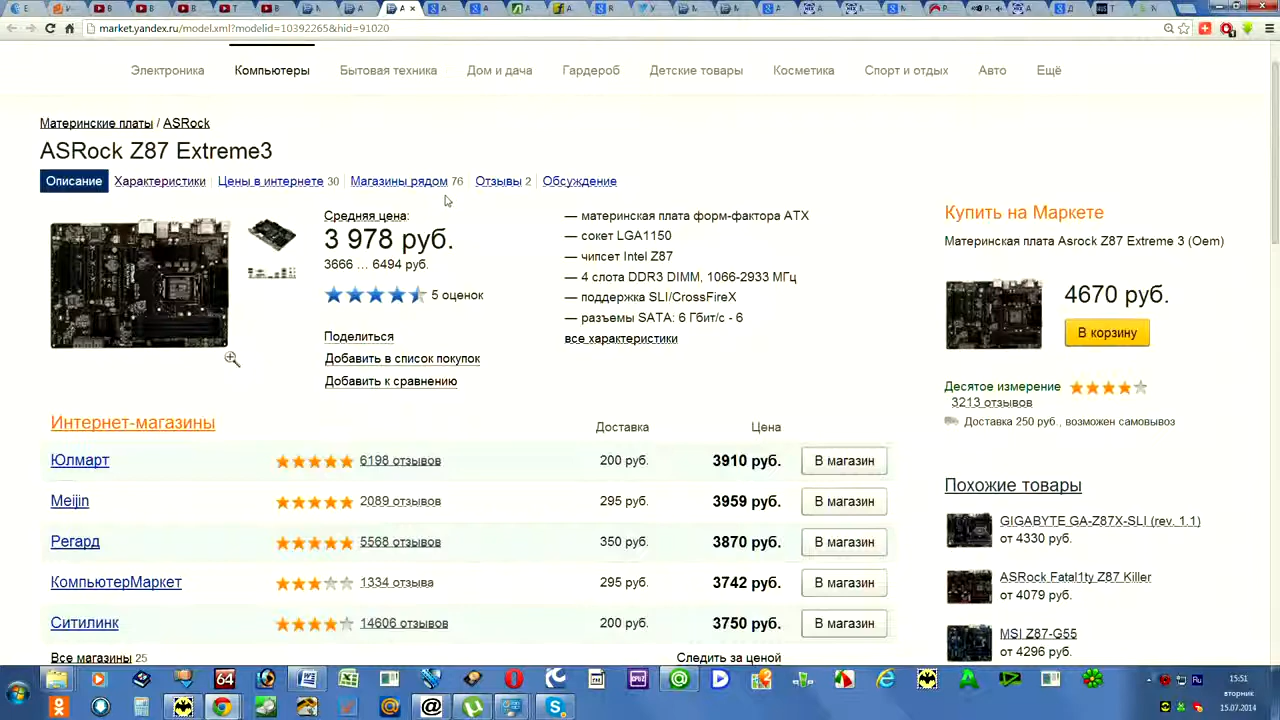 market.yandex.ru/model.xml?modelid=10392265&hid=91020
Электроника Компьютеры Бытовая техника Дом и дача Гардероб Детские товары Косметика Спорт и отдых Авто Ещё
Материнские платы / ASRock
ASRock Z87 Extreme3
Описание Характеристики Цены в интернете 30 Магазины рядом 76 Отзывы 2 Обсуждение
Средняя цена:
3 978 руб.
3666 ... 6494 руб.
5 оценок
Поделиться
Добавить в список покупок
Добавить к сравнению
— материнская плата форм-фактора ATX
— сокет LGA1150
— чипсет Intel Z87
— 4 слота DDR3 DIMM, 1066-2933 МГц
— поддержка SLI/CrossFireX
— разъемы SATA: 6 Гбит/с - 6
все характеристики
Купить на Маркете
Материнская плата Asrock Z87 Extreme 3 (Oem)
4670 руб.
В корзину
Десятое измерение
3213 отзывов
Доставка 250 руб., возможен самовывоз
Интернет-магазины Доставка Цена
Юлмарт 6198 отзывов 200 руб. 3910 руб. В магазин
Meijin 2089 отзывов 295 руб. 3959 руб. В магазин
Регард 5568 отзывов 350 руб. 3870 руб. В магазин
КомпьютерМаркет 1334 отзыва 295 руб. 3742 руб. В магазин
Ситилинк 14606 отзывов 200 руб. 3750 руб. В магазин
Все магазины 25 Следить за ценой
Похожие товары
GIGABYTE GA-Z87X-SLI (rev. 1.1)
от 4330 руб.
ASRock Fatal1ty Z87 Killer
от 4079 руб.
MSI Z87-G55
от 4296 руб.
64
Ru
15:51
вторник
15.07.2014